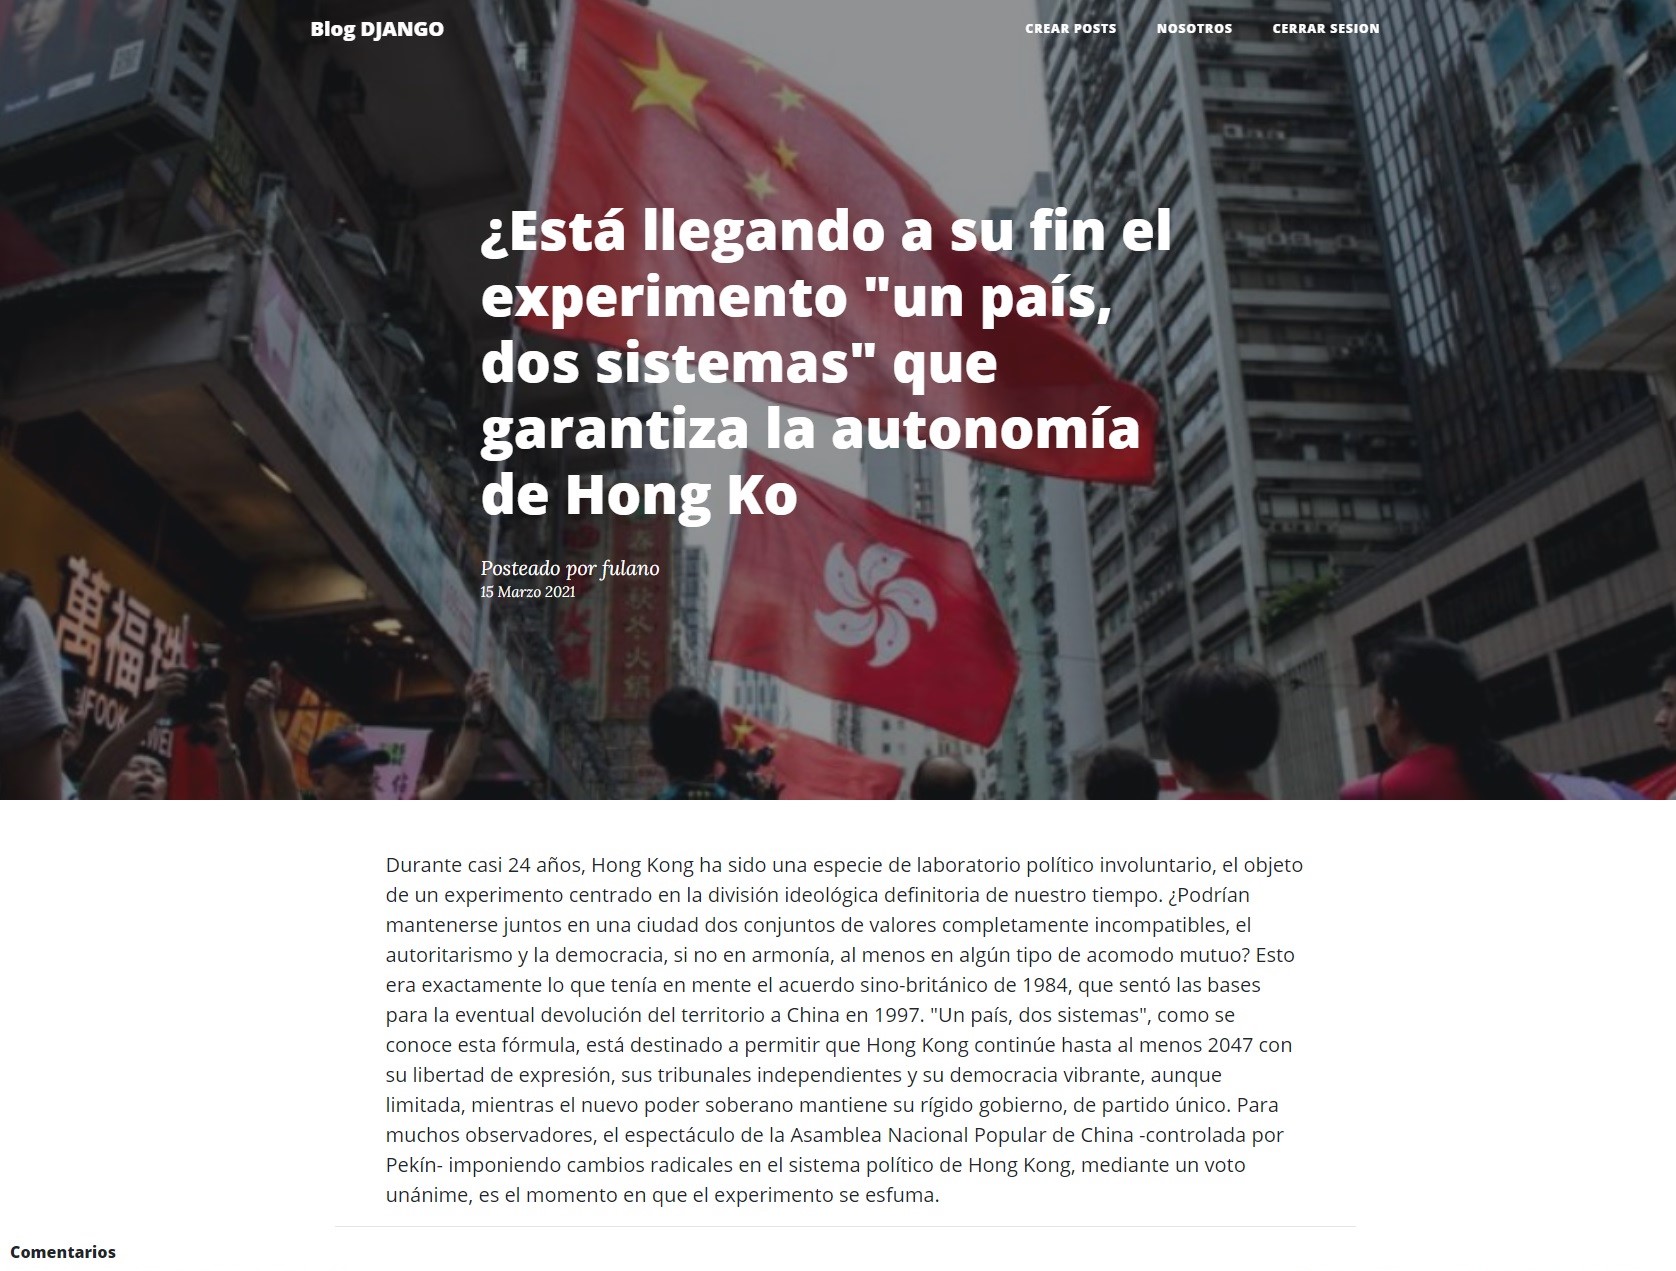 Blog DJANGO
CREAR POSTS
NOSOTROS
CERRAR SESION
¿Está llegando a su fin el
experimento "un país,
dos sistemas" que
garantiza la autonomía
de Hong Ko
Posteado por fulano
15 Marzo 2021
萬福珠
Durante casi 24 años, Hong Kong ha sido una especie de laboratorio político involuntario, el objeto
de un experimento centrado en la división ideológica definitoria de nuestro tiempo. ¿Podrían
mantenerse juntos en una ciudad dos conjuntos de valores completamente incompatibles, el
autoritarismo y la democracia, si no en armonía, al menos en algún tipo de acomodo mutuo? Esto
era exactamente lo que tenía en mente el acuerdo sino-británico de 1984, que sentó las bases
para la eventual devolución del territorio a China en 1997. "Un país, dos sistemas", como se
conoce esta fórmula, está destinado a permitir que Hong Kong continúe hasta al menos 2047 con
su libertad de expresión, sus tribunales independientes y su democracia vibrante, aunque
limitada, mientras el nuevo poder soberano mantiene su rígido gobierno, de partido único. Para
muchos observadores, el espectáculo de la Asamblea Nacional Popular de China -controlada por
Pekín- imponiendo cambios radicales en el sistema político de Hong Kong, mediante un voto
unánime, es el momento en que el experimento se esfuma.
Comentarios